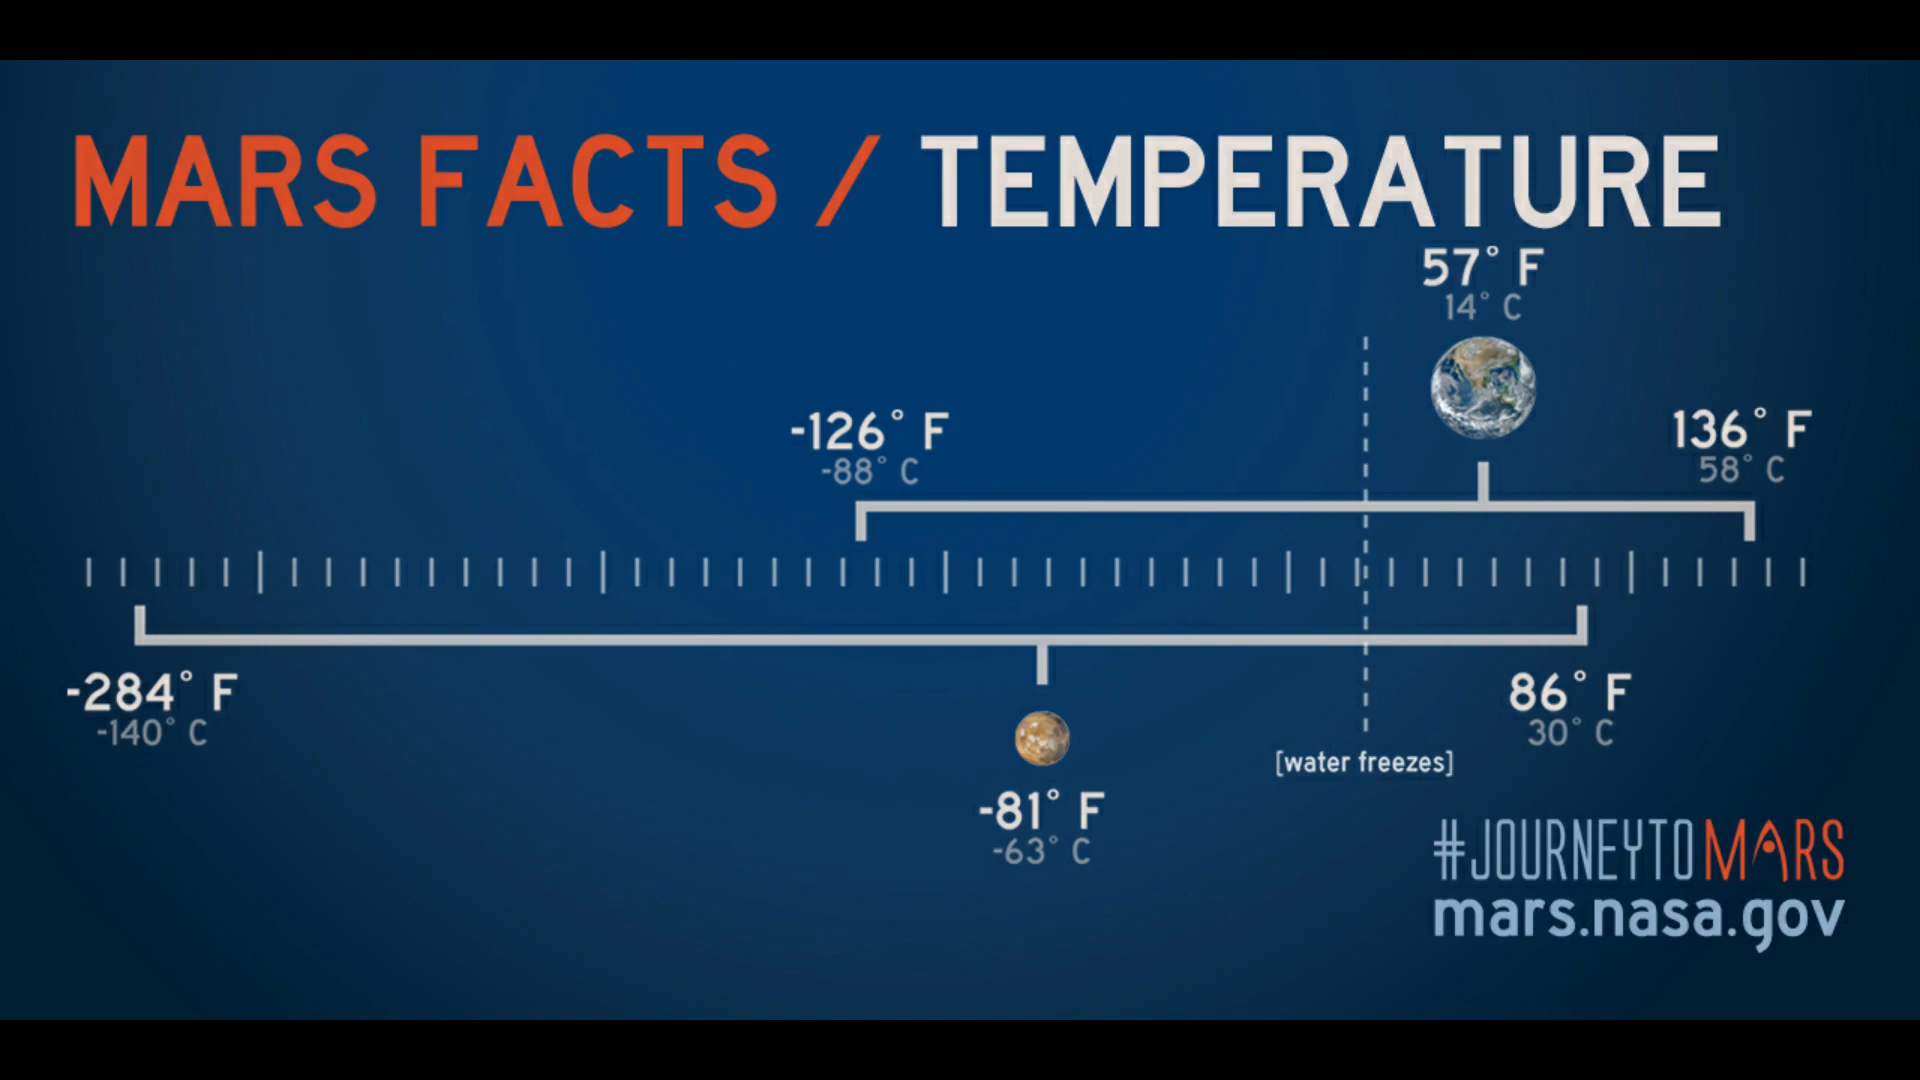 MARS FACTS / TEMPERATURE
57° F
14° C
-126° F
-88° C
136° F
58° C
-284° F
-140° C
86° F
30° C
[water freezes]
-81° F
-63° C
#JOURNEYTOMARS
mars.nasa.gov